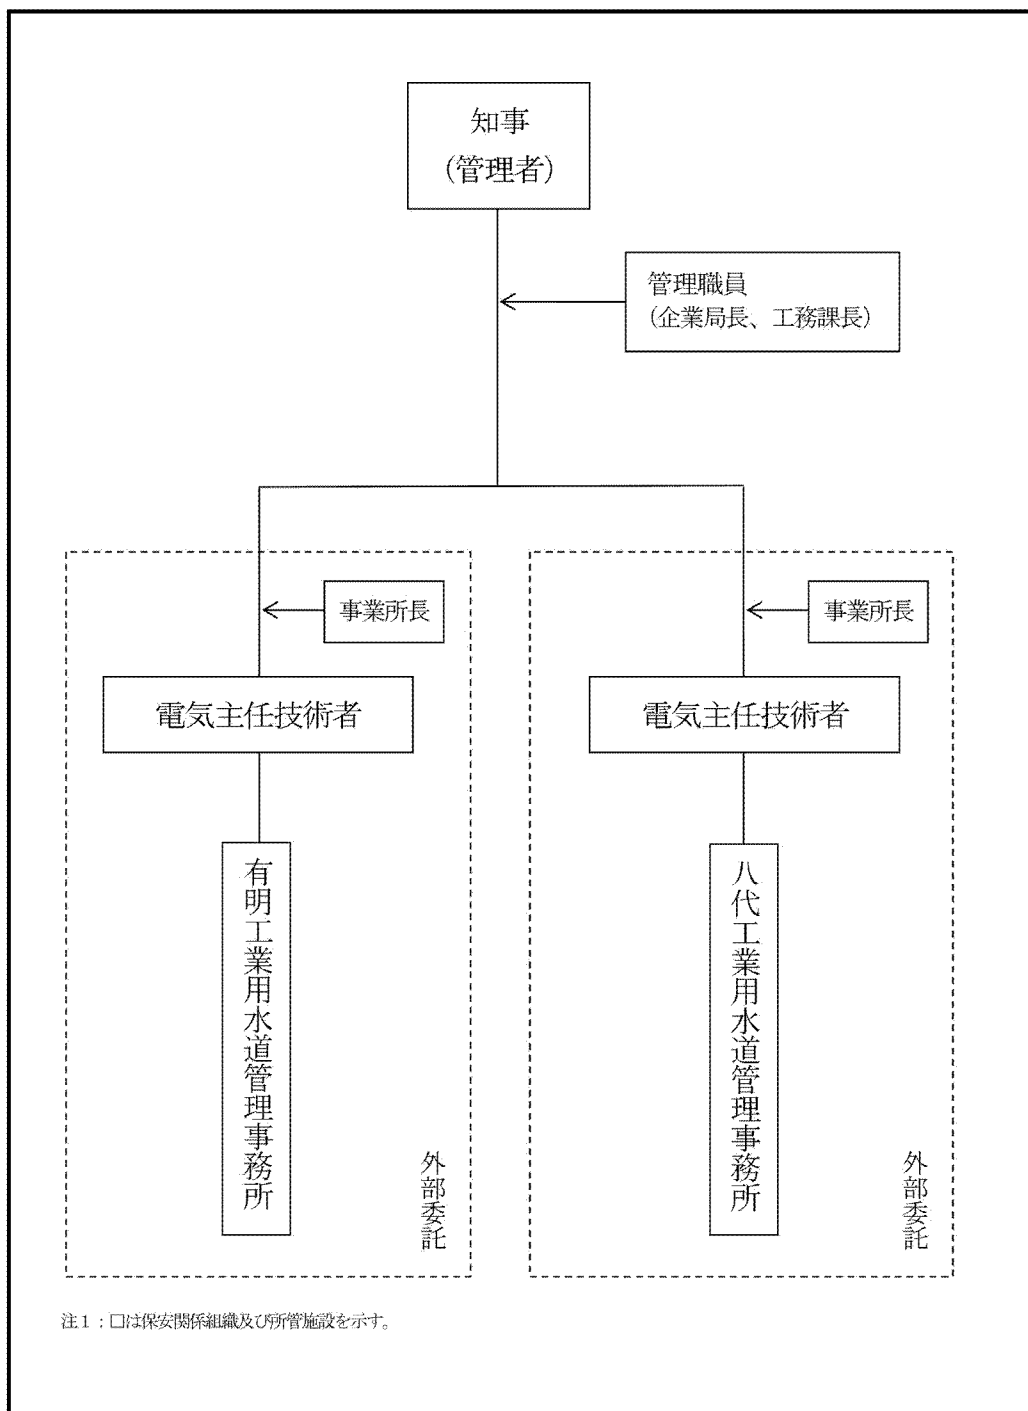 知事
(管理者)
管理職員
(企業局長、工務課長)
事業所長
事業所長
電気主任技術者
電気主任技術者
有明工業用水道管理事務所
八代工業用水道管理事務所
外部委託
外部委託
注１：□は保安関係組織及び所管施設を示す。